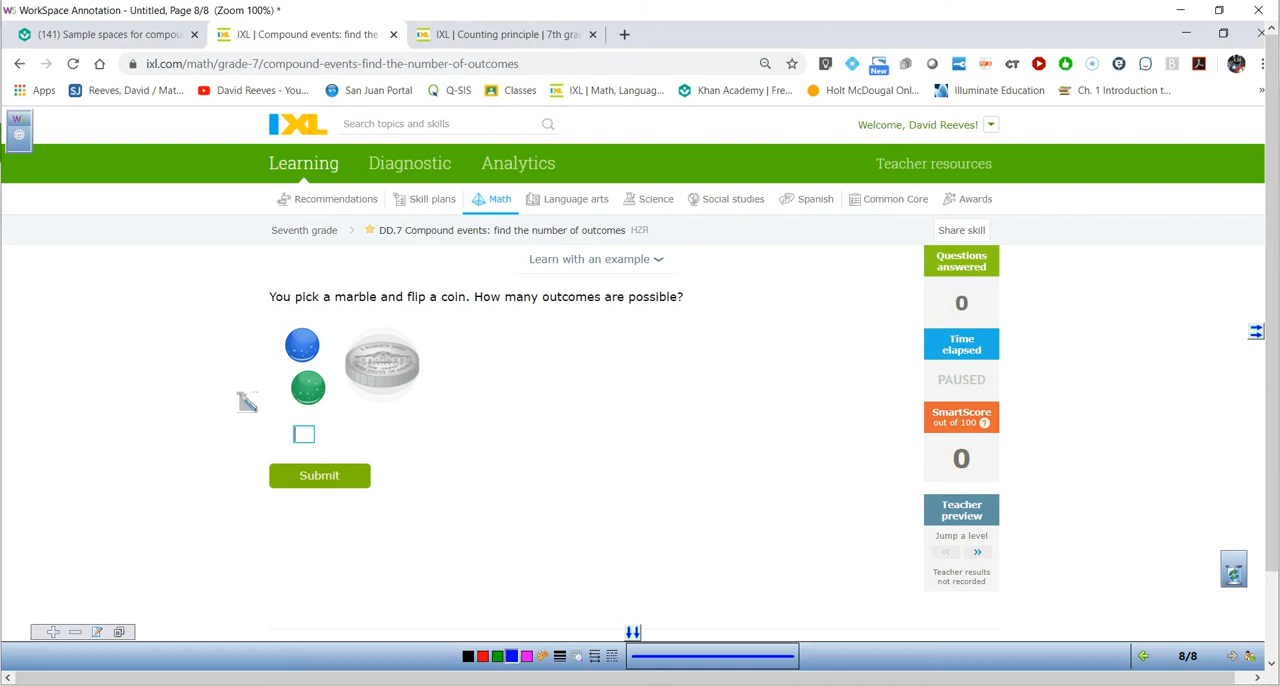 WS WorkSpace Annotation - Untitled, Page 8/8 (Zoom 100%) *
(141) Sample spaces for compou
IXL | Compound events: find the
IXL | Counting principle | 7th gra
ixl.com/math/grade-7/compound-events-find-the-number-of-outcomes
New
CT
Apps
SJ Reeves, David / Mat...
David Reeves - You...
San Juan Portal
Q-SIS
Classes
IXL | Math, Languag...
Khan Academy | Fre...
Holt McDougal Onl...
Illuminate Education
Ch. 1 Introduction t...
WS
IXL
Search topics and skills
Welcome, David Reeves!
Learning Diagnostic Analytics
Teacher resources
Recommendations Skill plans Math Language arts Science Social studies Spanish Common Core Awards
Seventh grade > DD.7 Compound events: find the number of outcomes HZR
Share skill
Learn with an example
Questions answered
0
You pick a marble and flip a coin. How many outcomes are possible?
Time elapsed
PAUSED
SmartScore
out of 100 ?
0
Submit
Teacher preview
Jump a level
Teacher results
not recorded
8/8